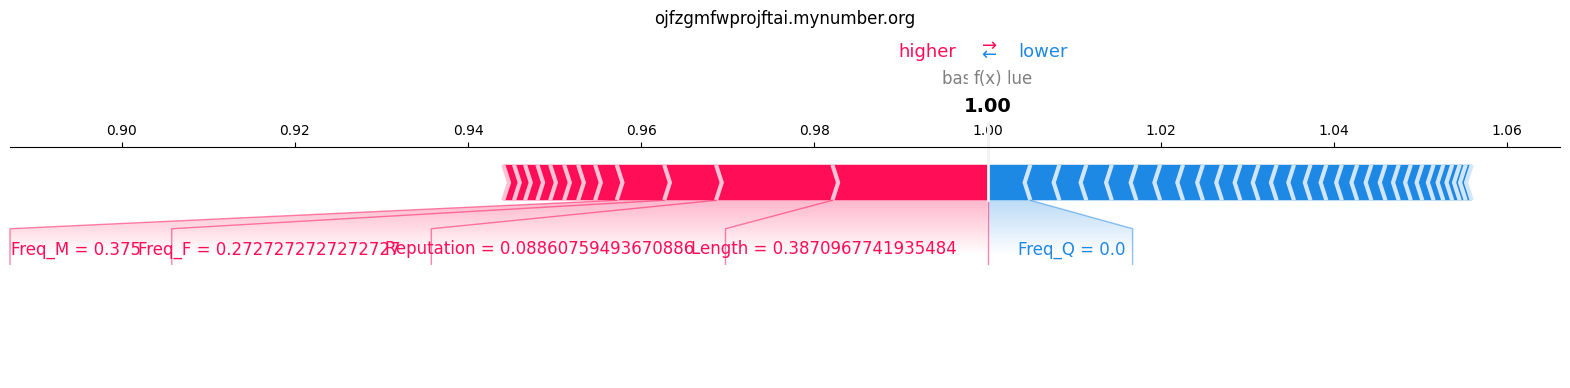 ojfzgmfwprojftai.mynumber.org
higher → ← lower
bas f(x) lue
1.00
0.90 0.92 0.94 0.96 0.98 1.00 1.02 1.04 1.06
Freq_M = 0.375 Freq_F = 0.2727272727272727 Reputation = 0.08860759493670886 Length = 0.3870967741935484 Freq_Q = 0.0